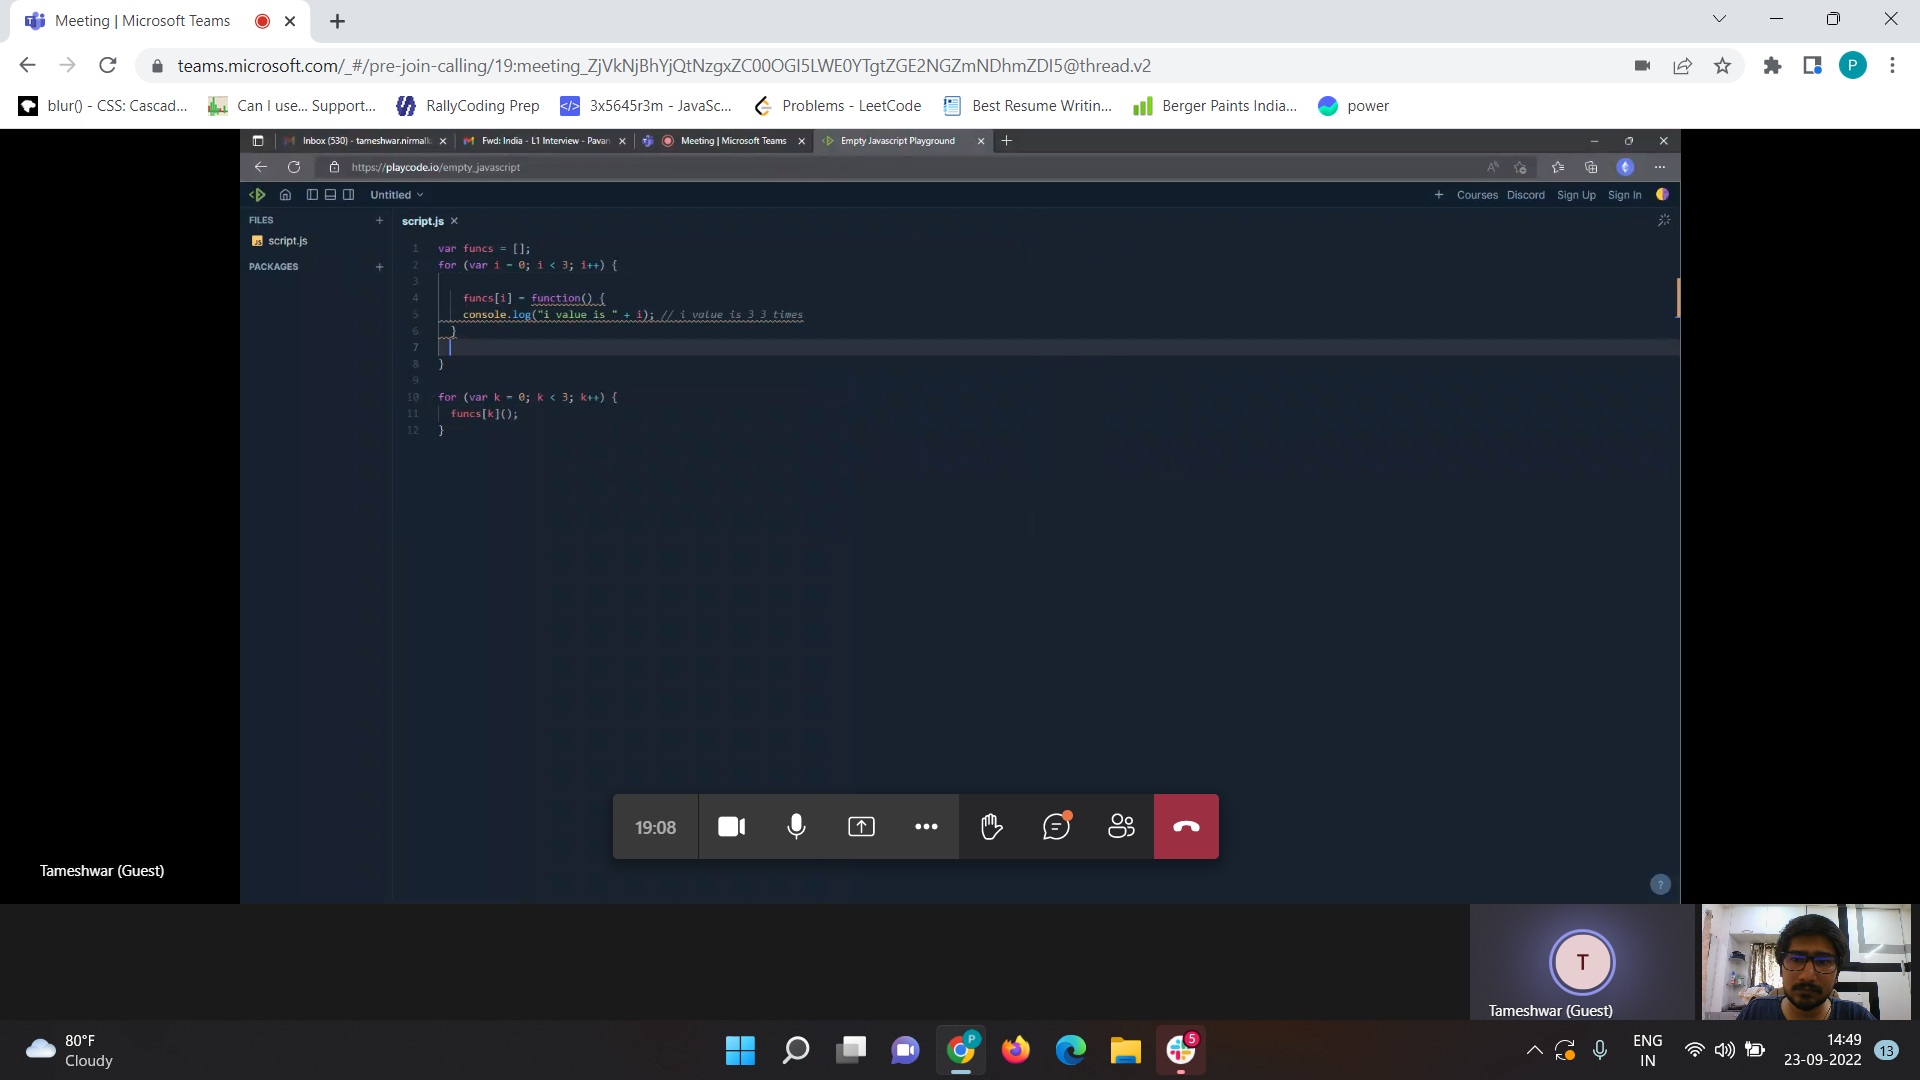 Meeting | Microsoft Teams
teams.microsoft.com/_#/pre-join-calling/19:meeting_ZjVkNjBhYjQtNzgxZC00OGI5LWE0YTgtZGE2NGZmNDhmZDI5@thread.v2
P
blur() - CSS: Cascad...
Can I use... Support...
RallyCoding Prep
3x5645r3m - JavaSc...
Problems - LeetCode
Best Resume Writin...
Berger Paints India...
power
Inbox (530) - tameshwar.nirmalk
Fwd: India - L1 Interview - Pavan
Meeting | Microsoft Teams
Empty Javascript Playground
https://playcode.io/empty_javascript
Untitled
Courses
Discord
Sign Up
Sign In
FILES
script.js
PACKAGES
script.js
1 var funcs = [];
2 for (var i = 0; i < 3; i++) {
3
4 funcs[i] = function() {
5 console.log("i value is " + i); // i value is 3 3 times
6 }
7
8 }
9
10 for (var k = 0; k < 3; k++) {
11 funcs[k]();
12 }
19:08
Tameshwar (Guest)
?
T
Tameshwar (Guest)
80°F
Cloudy
P
5
ENG
IN
14:49
23-09-2022
13